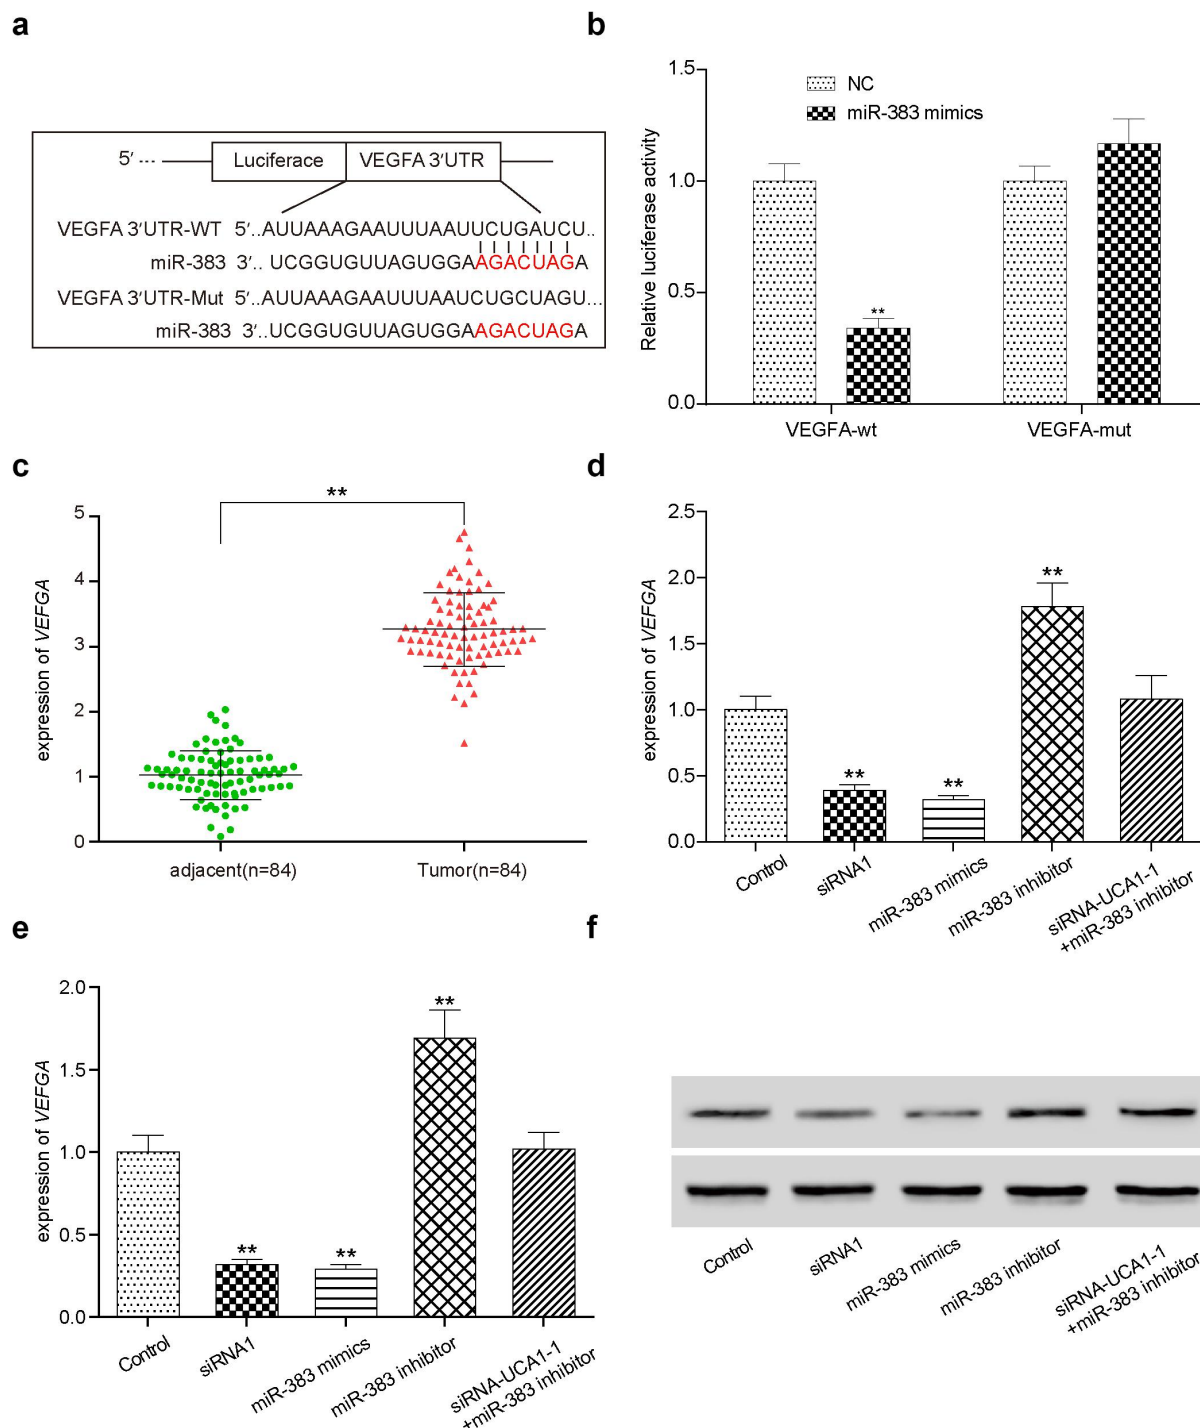 a
5′ ---
Luciferace
VEGFA 3′UTR
VEGFA 3′UTR-WT 5′..AUUAAAGAAUUUAAUUCUGAUCU..
miR-383 3′.. UCGGUGUUAGUGGAAGACUAGA
VEGFA 3′UTR-Mut 5′..AUUAAAGAAUUUAAUCUGCUAGU...
miR-383 3′..UCGGUGUUAGUGGAAGACUAGA
b
Relative luciferase activity
1.5
1.0
0.5
0.0
NC
miR-383 mimics
**
VEGFA-wt
VEGFA-mut
c
expression of VEFGA
5
4
3
2
1
0
**
adjacent(n=84)
Tumor(n=84)
d
expression of VEFGA
2.5
2.0
1.5
1.0
0.5
0.0
**
**
**
Control
siRNA1
miR-383 mimics
miR-383 inhibitor
siRNA-UCA1-1
+miR-383 inhibitor
e
expression of VEFGA
2.0
1.5
1.0
0.5
0.0
**
**
**
Control
siRNA1
miR-383 mimics
miR-383 inhibitor
siRNA-UCA1-1
+miR-383 inhibitor
f
Control
siRNA1
miR-383 mimics
miR-383 inhibitor
siRNA-UCA1-1
+miR-383 inhibitor